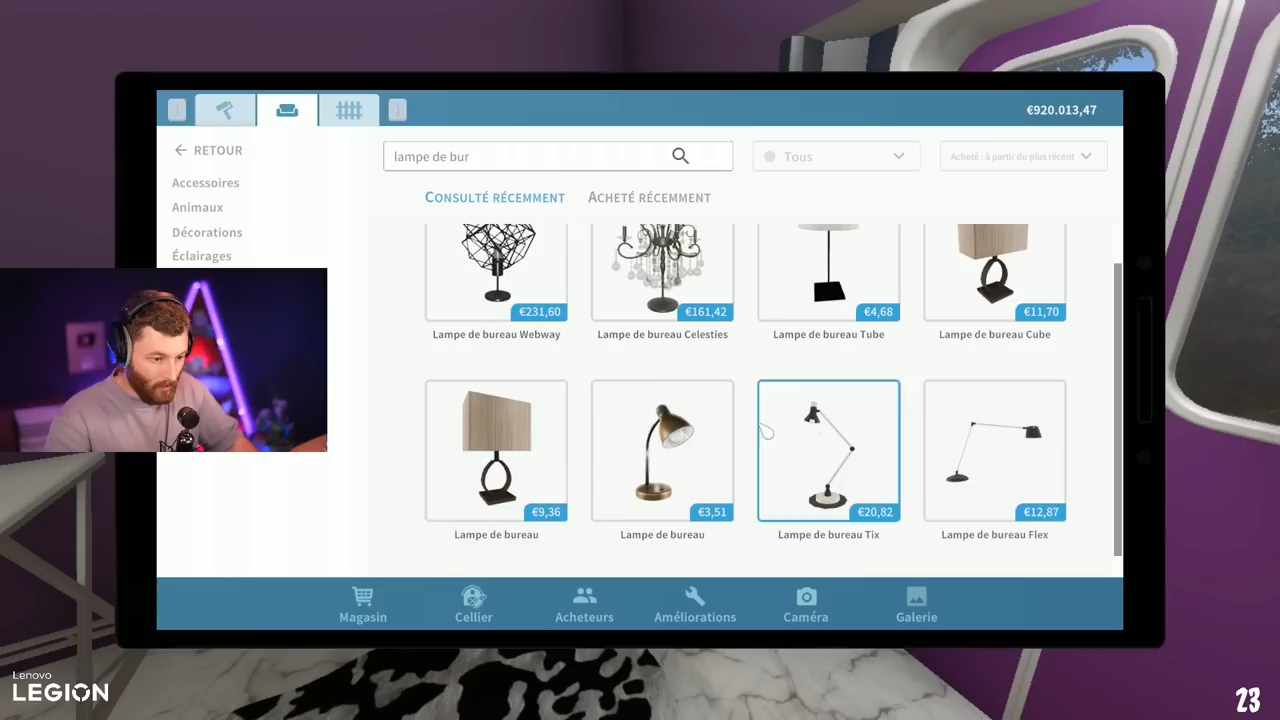 €920.013,47
RETOUR
lampe de bur
Tous
Acheté : à partir du plus récent
Accessoires
Animaux
Décorations
Éclairages
CONSULTÉ RÉCEMMENT
ACHETÉ RÉCEMMENT
€231,60
€161,42
€4,68
€11,70
Lampe de bureau Webway
Lampe de bureau Celesties
Lampe de bureau Tube
Lampe de bureau Cube
€9,36
€3,51
€20,82
€12,87
Lampe de bureau
Lampe de bureau
Lampe de bureau Tix
Lampe de bureau Flex
Magasin
Cellier
Acheteurs
Améliorations
Caméra
Galerie
Lenovo
LEGION
23